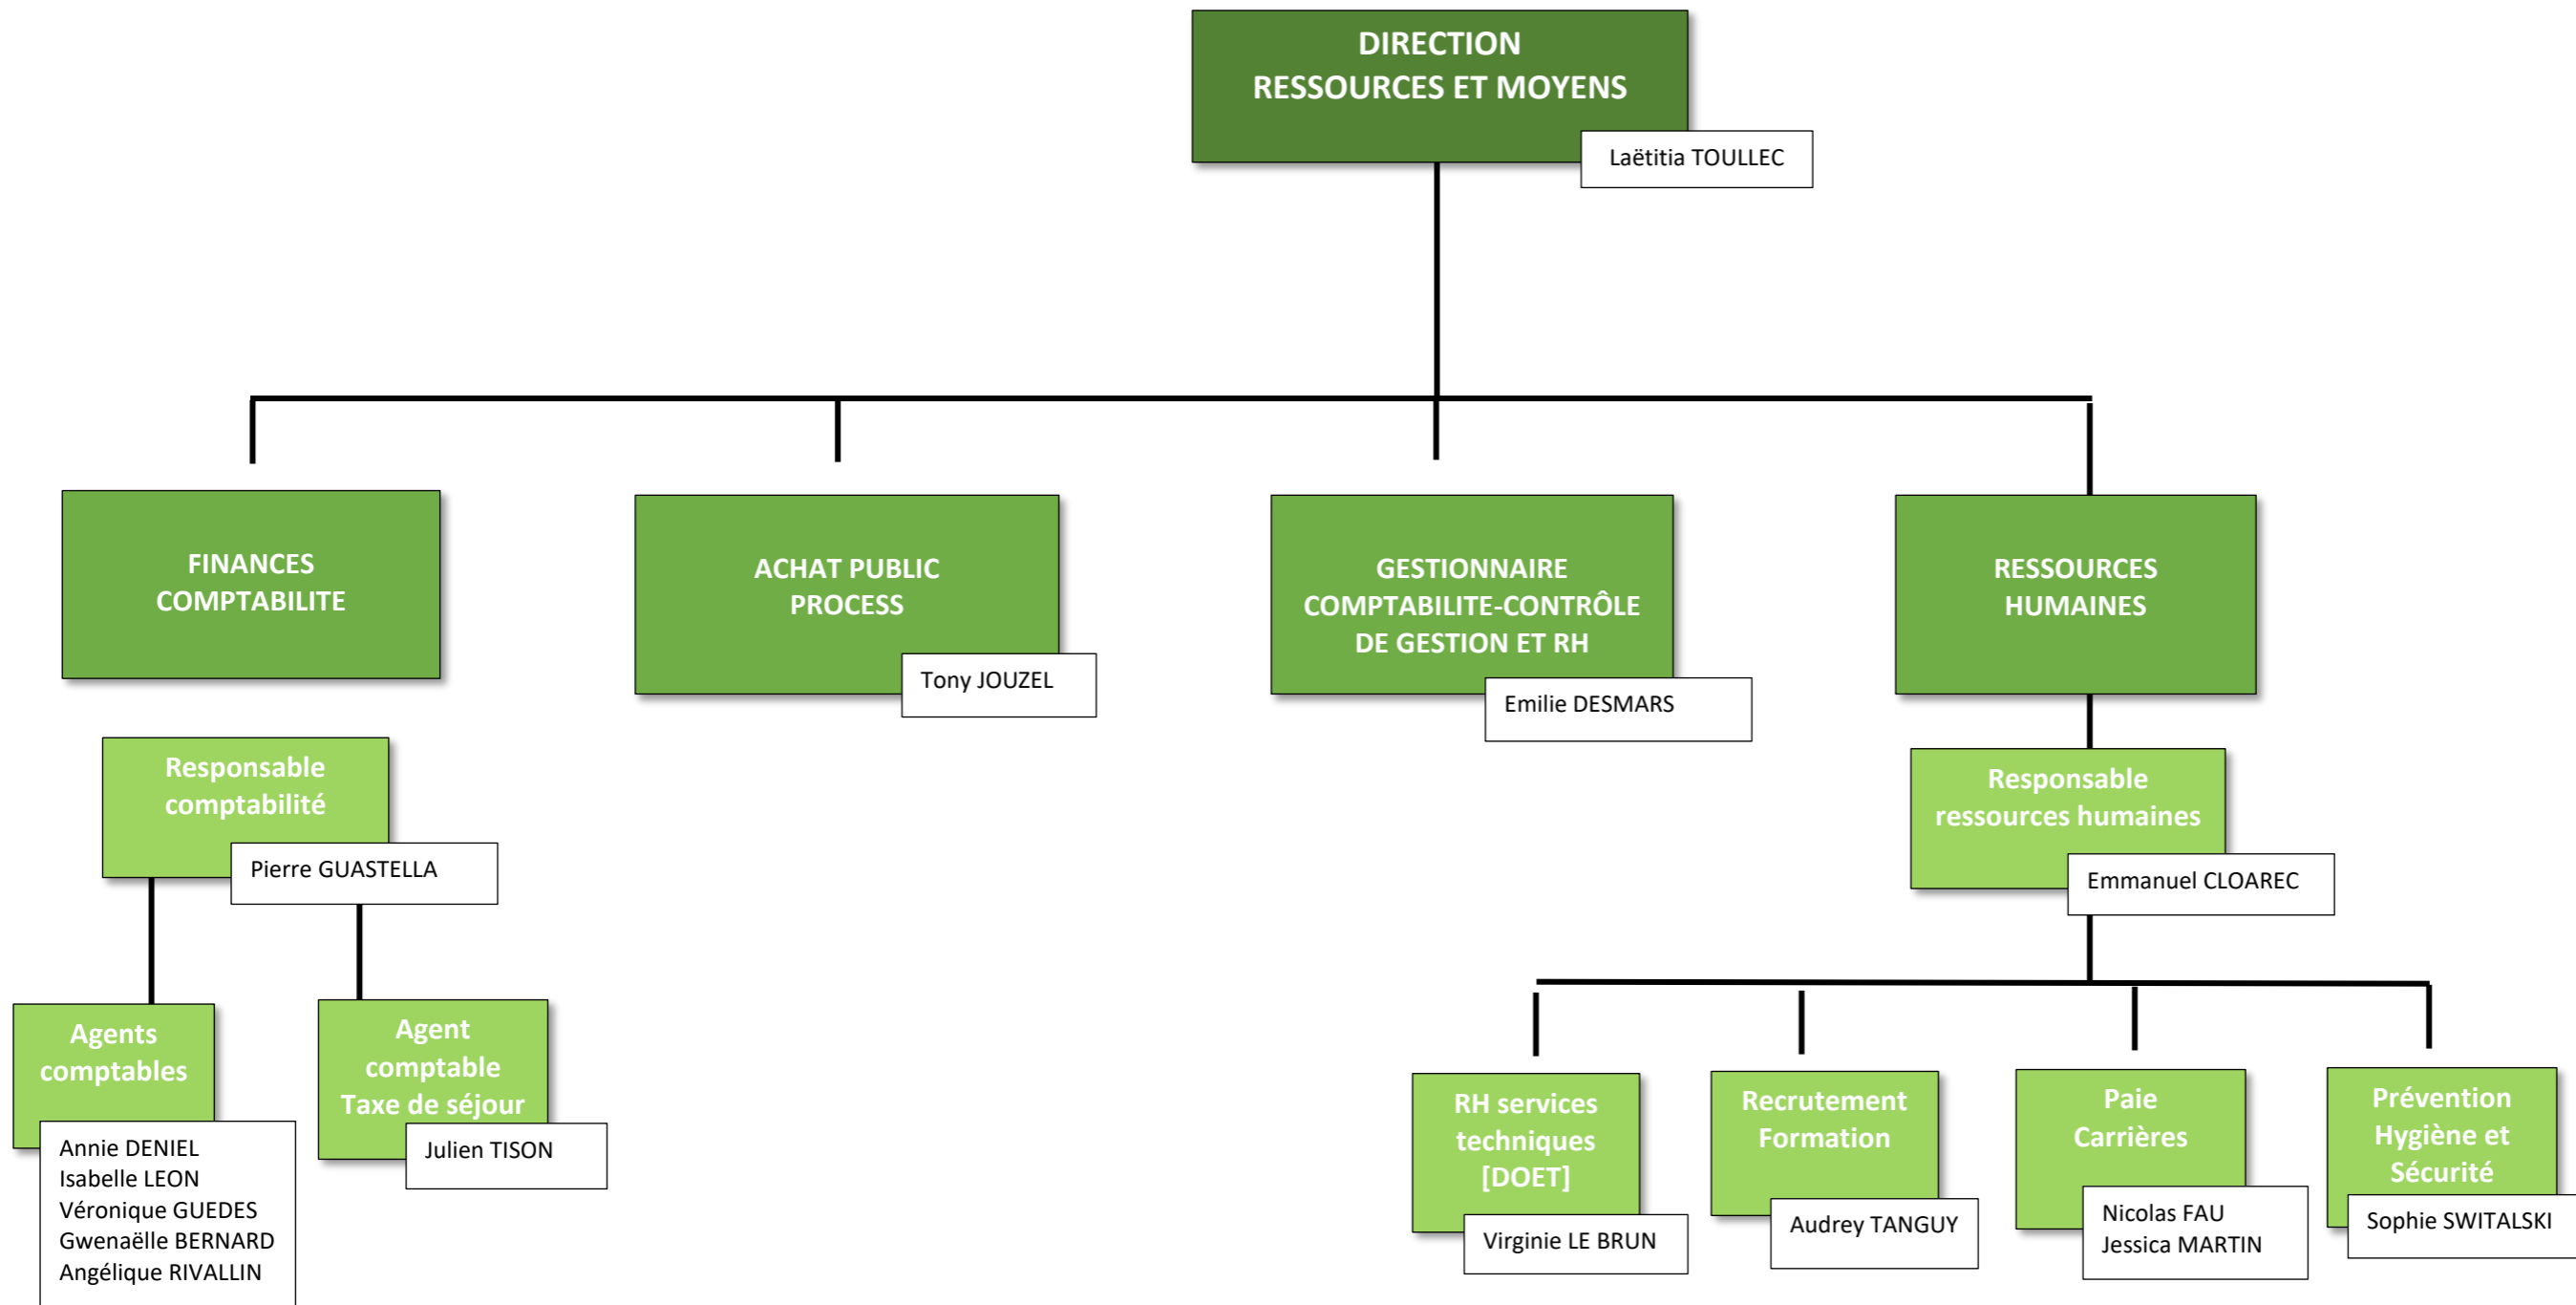 DIRECTION
RESSOURCES ET MOYENS
Laëtitia TOULLEC
FINANCES
COMPTABILITE
ACHAT PUBLIC
PROCESS
Tony JOUZEL
GESTIONNAIRE
COMPTABILITE-CONTRÔLE
DE GESTION ET RH
Emilie DESMARS
RESSOURCES
HUMAINES
Responsable
comptabilité
Pierre GUASTELLA
Responsable
ressources humaines
Emmanuel CLOAREC
Agents
comptables
Annie DENIEL
Isabelle LEON
Véronique GUEDES
Gwenaëlle BERNARD
Angélique RIVALLIN
Agent
comptable
Taxe de séjour
Julien TISON
RH services
techniques
[DOET]
Virginie LE BRUN
Recrutement
Formation
Audrey TANGUY
Paie
Carrières
Nicolas FAU
Jessica MARTIN
Prévention
Hygiène et
Sécurité
Sophie SWITALSKI